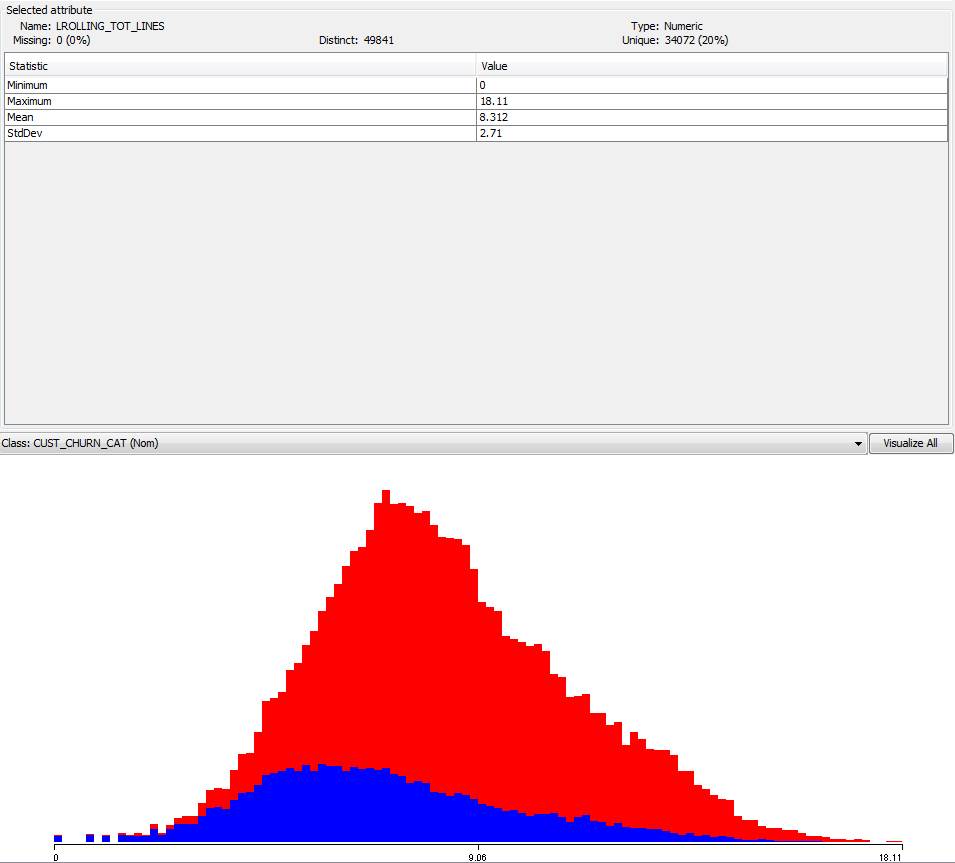 Selected attribute
Name: LROLLING_TOT_LINES Type: Numeric
Missing: 0 (0%) Distinct: 49841 Unique: 34072 (20%)
Statistic Value
Minimum 0
Maximum 18.11
Mean 8.312
StdDev 2.71
Class: CUST_CHURN_CAT (Nom) Visualize All
0 9.06 18.11